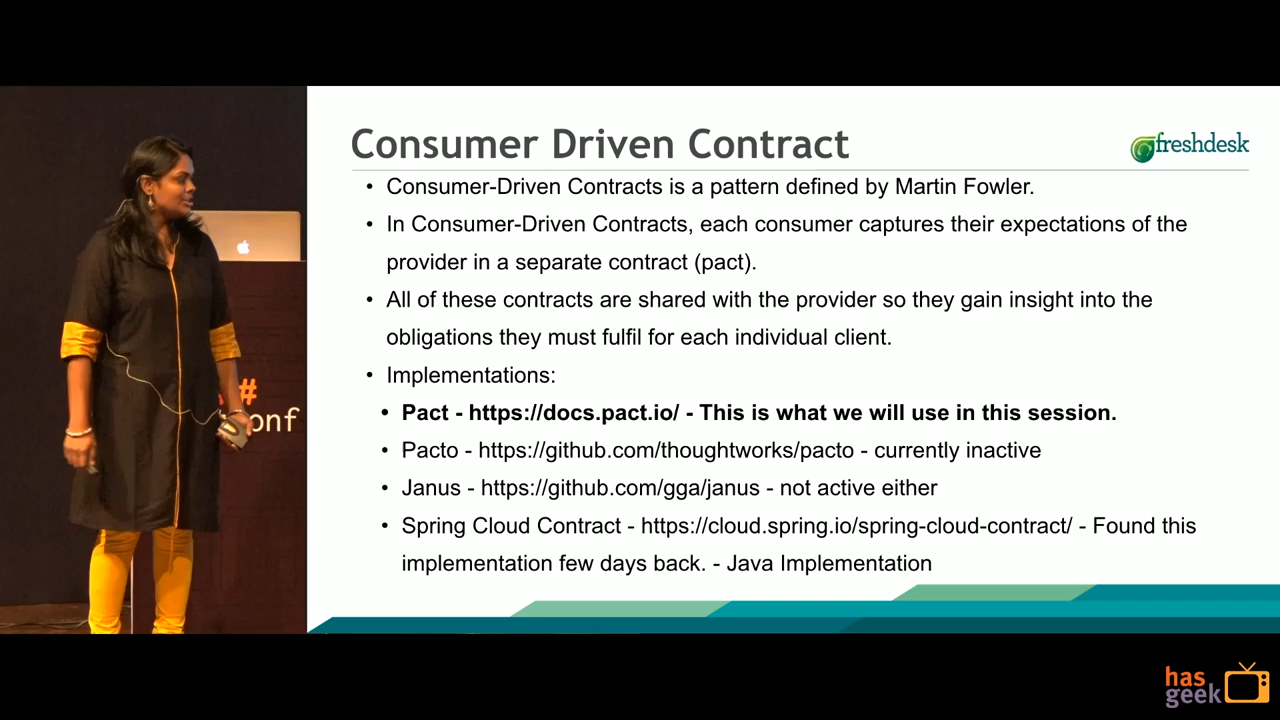 Consumer Driven Contract
freshdesk
• Consumer-Driven Contracts is a pattern defined by Martin Fowler.
• In Consumer-Driven Contracts, each consumer captures their expectations of the
provider in a separate contract (pact).
• All of these contracts are shared with the provider so they gain insight into the
obligations they must fulfil for each individual client.
• Implementations:
• Pact - https://docs.pact.io/ - This is what we will use in this session.
• Pacto - https://github.com/thoughtworks/pacto - currently inactive
• Janus - https://github.com/gga/janus - not active either
• Spring Cloud Contract - https://cloud.spring.io/spring-cloud-contract/ - Found this
implementation few days back. - Java Implementation
#
has
geek